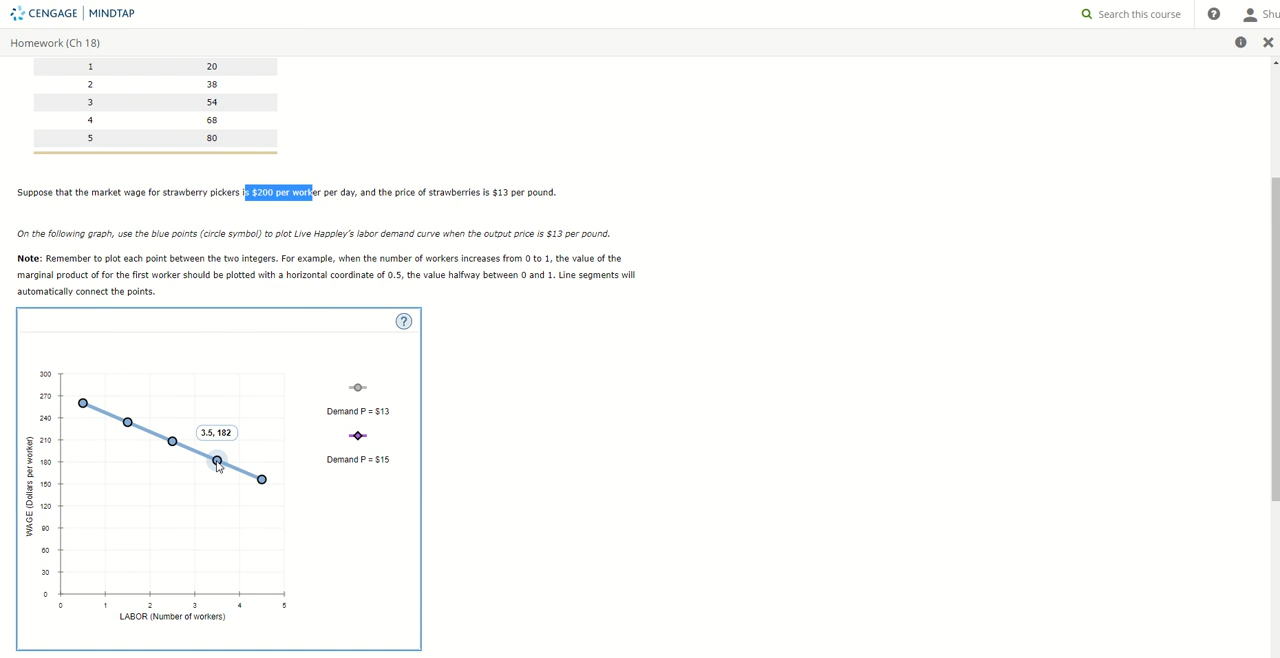 CENGAGE | MINDTAP
Search this course
?
Shu
Homework (Ch 18)
1 20
2 38
3 54
4 68
5 80
Suppose that the market wage for strawberry pickers is $200 per worker per day, and the price of strawberries is $13 per pound.
On the following graph, use the blue points (circle symbol) to plot Live Happley's labor demand curve when the output price is $13 per pound.
Note: Remember to plot each point between the two integers. For example, when the number of workers increases from 0 to 1, the value of the
marginal product of for the first worker should be plotted with a horizontal coordinate of 0.5, the value halfway between 0 and 1. Line segments will
automatically connect the points.
?
300
270
240
210
180
150
120
90
60
30
0
WAGE (Dollars per worker)
3.5, 182
Demand P = $13
Demand P = $15
0 1 2 3 4 5
LABOR (Number of workers)